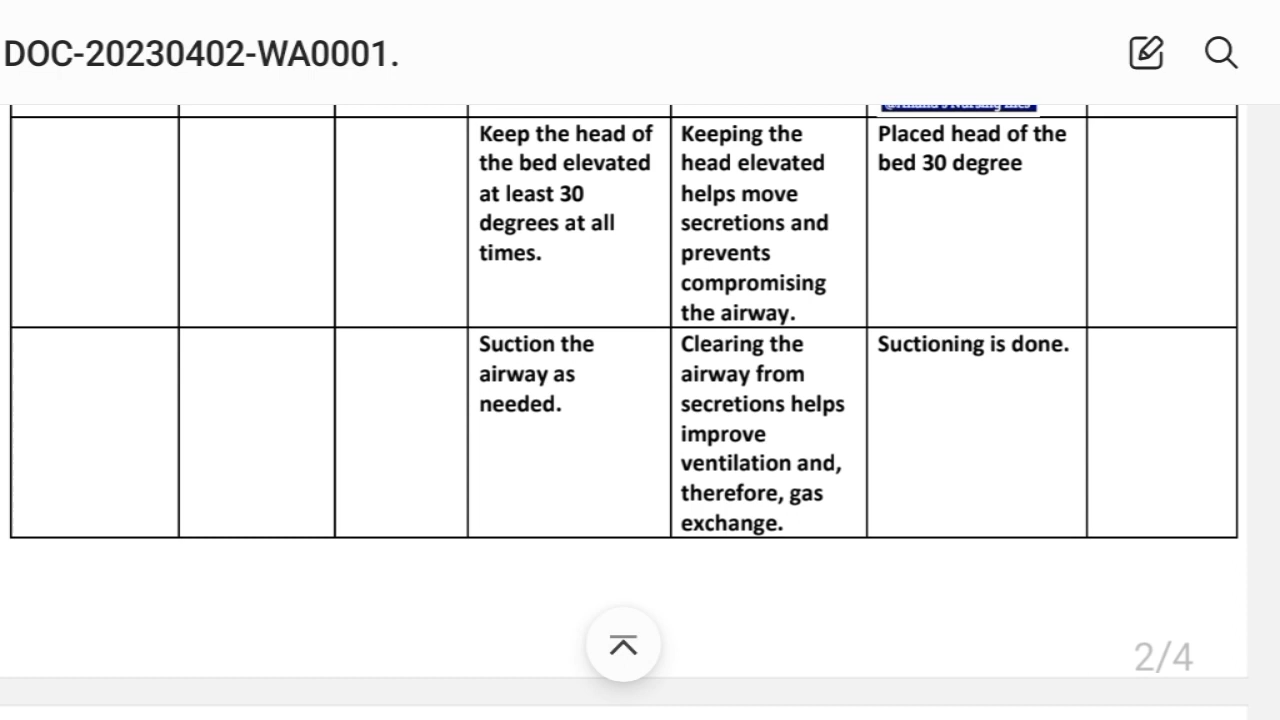 DOC-20230402-WA0001.
Keep the head of
the bed elevated
at least 30
degrees at all
times.
Keeping the
head elevated
helps move
secretions and
prevents
compromising
the airway.
Placed head of the
bed 30 degree
Suction the
airway as
needed.
Clearing the
airway from
secretions helps
improve
ventilation and,
therefore, gas
exchange.
Suctioning is done.
2/4